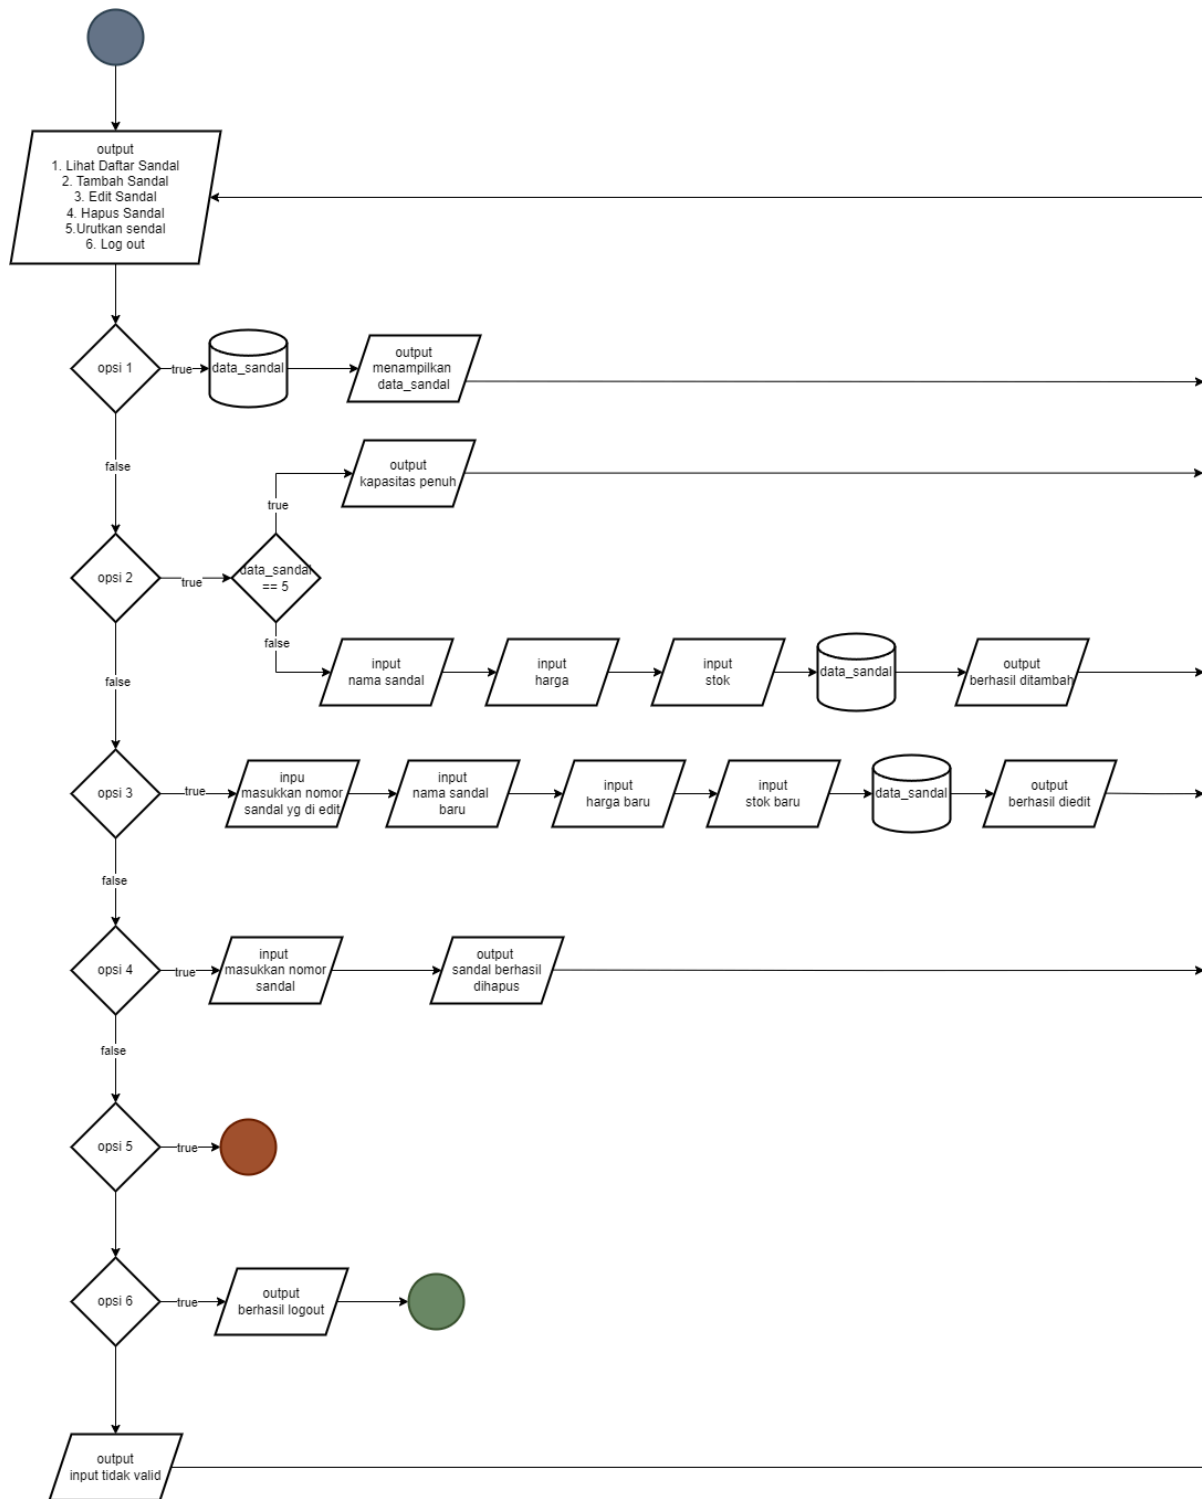 output
1. Lihat Daftar Sandal
2. Tambah Sandal
3. Edit Sandal
4. Hapus Sandal
5.Urutkan sendal
6. Log out
opsi 1
true
data_sandal
output
menampilkan
data_sandal
false
output
kapasitas penuh
true
opsi 2
true
data_sandal
== 5
false
input
nama sandal
input
harga
input
stok
data_sandal
output
berhasil ditambah
false
opsi 3
true
inpu
masukkan nomor
sandal yg di edit
input
nama sandal
baru
input
harga baru
input
stok baru
data_sandal
output
berhasil diedit
false
opsi 4
true
input
masukkan nomor
sandal
output
sandal berhasil
dihapus
false
opsi 5
true
opsi 6
true
output
berhasil logout
output
input tidak valid